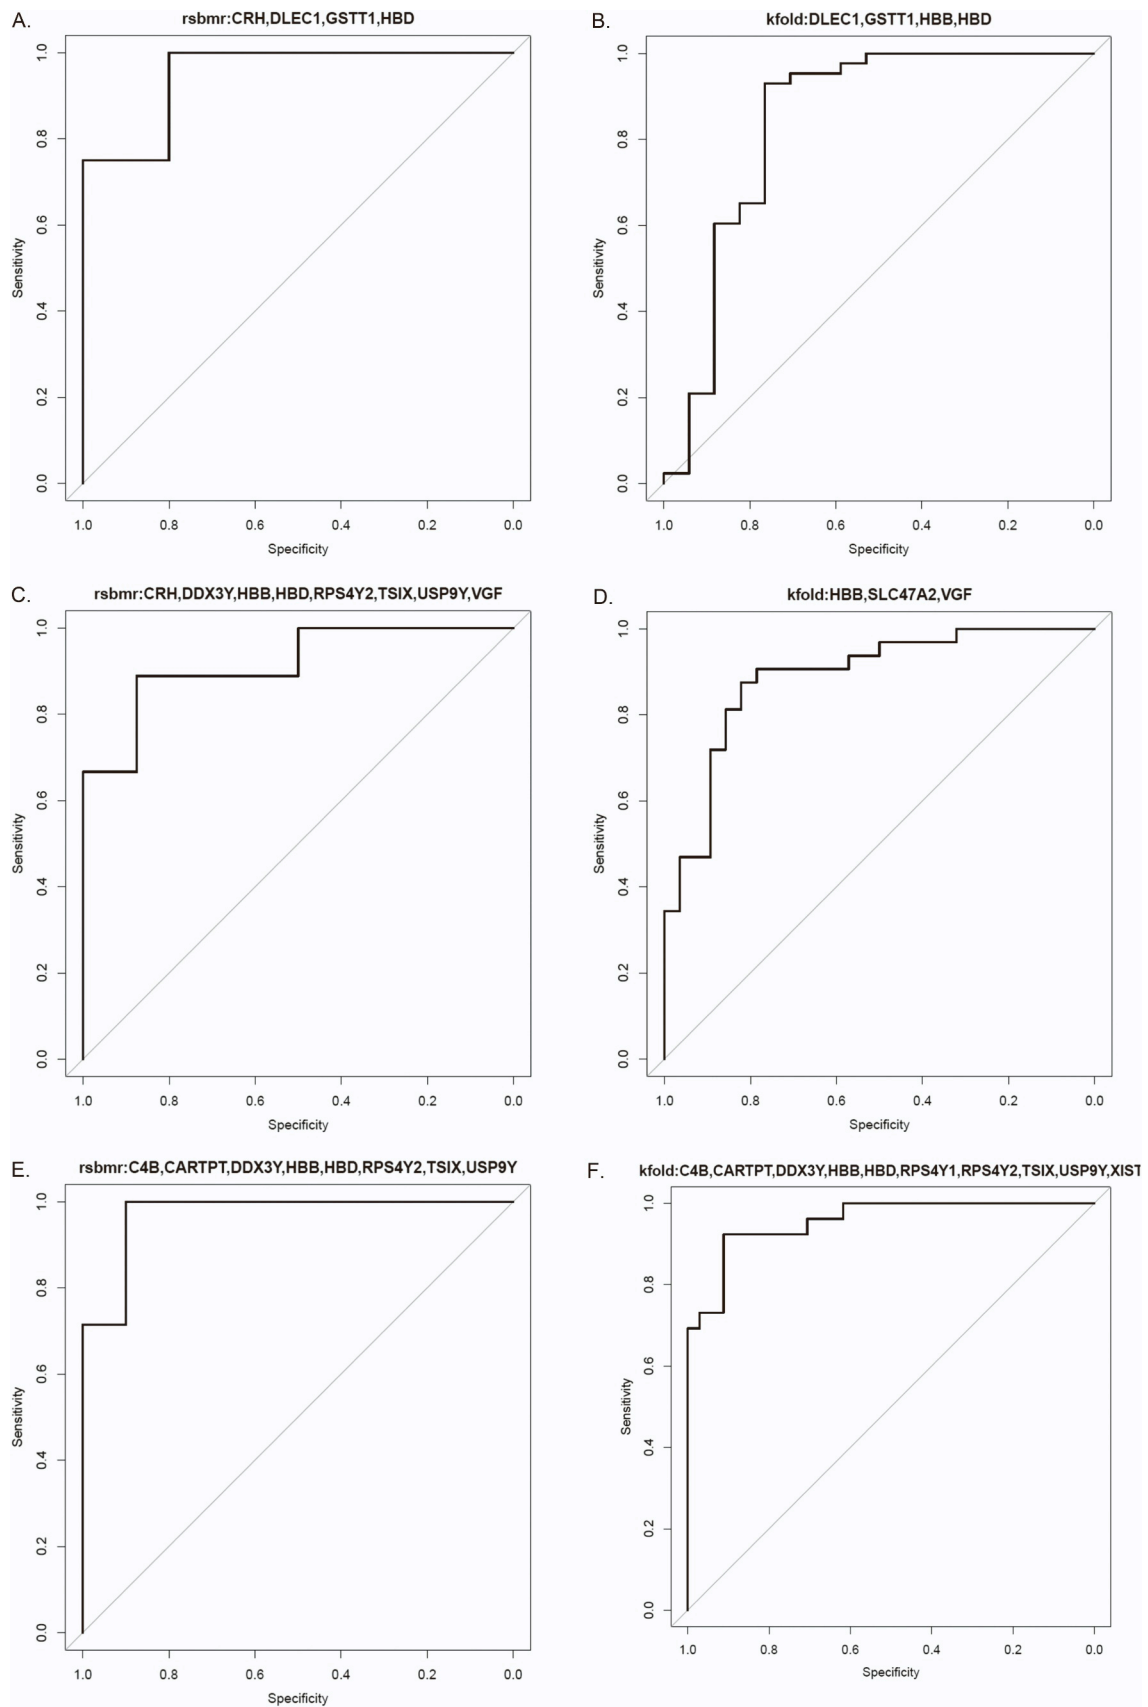 A. rsbmr:CRH,DLEC1,GSTT1,HBD
Sensitivity
1.0
0.8
0.6
0.4
0.2
0.0
1.0 0.8 0.6 0.4 0.2 0.0
Specificity
B. kfold:DLEC1,GSTT1,HBB,HBD
Sensitivity
1.0
0.8
0.6
0.4
0.2
0.0
1.0 0.8 0.6 0.4 0.2 0.0
Specificity
C. rsbmr:CRH,DDX3Y,HBB,HBD,RPS4Y2,TSIX,USP9Y,VGF
Sensitivity
1.0
0.8
0.6
0.4
0.2
0.0
1.0 0.8 0.6 0.4 0.2 0.0
Specificity
D. kfold:HBB,SLC47A2,VGF
Sensitivity
1.0
0.8
0.6
0.4
0.2
0.0
1.0 0.8 0.6 0.4 0.2 0.0
Specificity
E. rsbmr:C4B,CARTPT,DDX3Y,HBB,HBD,RPS4Y2,TSIX,USP9Y
Sensitivity
1.0
0.8
0.6
0.4
0.2
0.0
1.0 0.8 0.6 0.4 0.2 0.0
Specificity
F. kfold:C4B,CARTPT,DDX3Y,HBB,HBD,RPS4Y1,RPS4Y2,TSIX,USP9Y,XIST
Sensitivity
1.0
0.8
0.6
0.4
0.2
0.0
1.0 0.8 0.6 0.4 0.2 0.0
Specificity